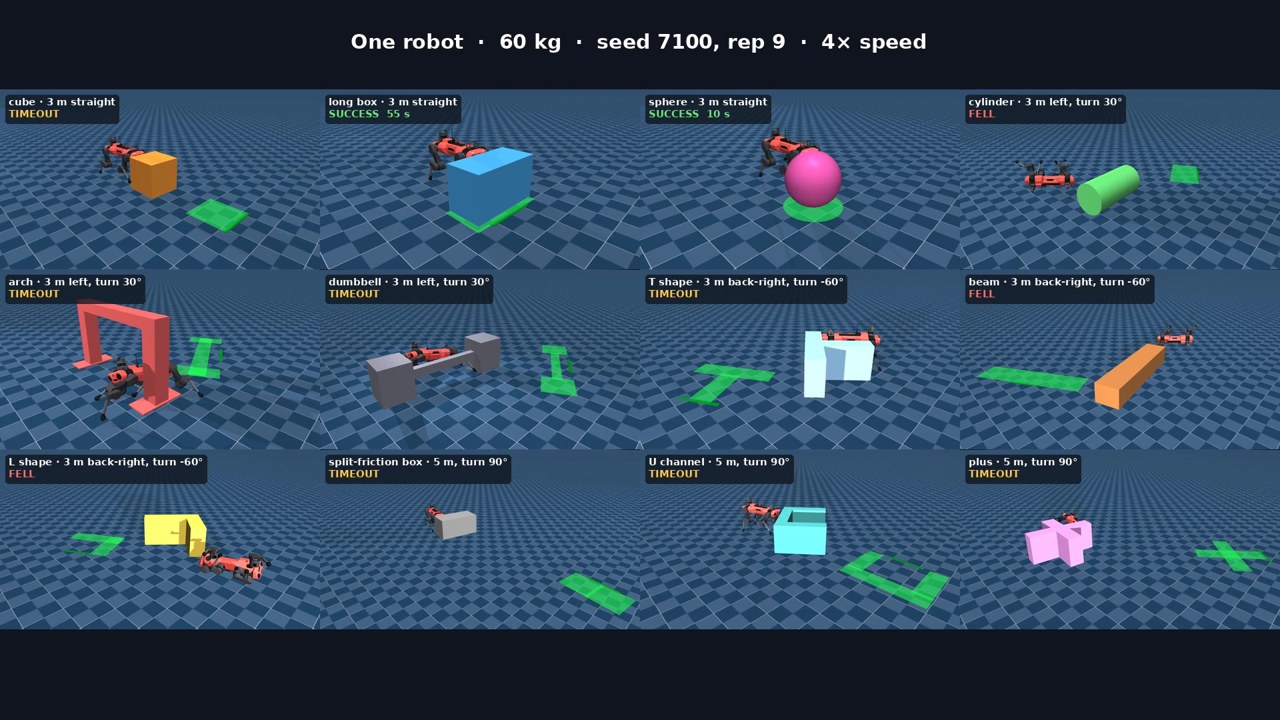 One robot · 60 kg · seed 7100, rep 9 · 4× speed
cube · 3 m straight
TIMEOUT
long box · 3 m straight
SUCCESS 55 s
sphere · 3 m straight
SUCCESS 10 s
cylinder · 3 m left, turn 30°
FELL
arch · 3 m left, turn 30°
TIMEOUT
dumbbell · 3 m left, turn 30°
TIMEOUT
T shape · 3 m back-right, turn -60°
TIMEOUT
beam · 3 m back-right, turn -60°
FELL
L shape · 3 m back-right, turn -60°
FELL
split-friction box · 5 m, turn 90°
TIMEOUT
U channel · 5 m, turn 90°
TIMEOUT
plus · 5 m, turn 90°
TIMEOUT